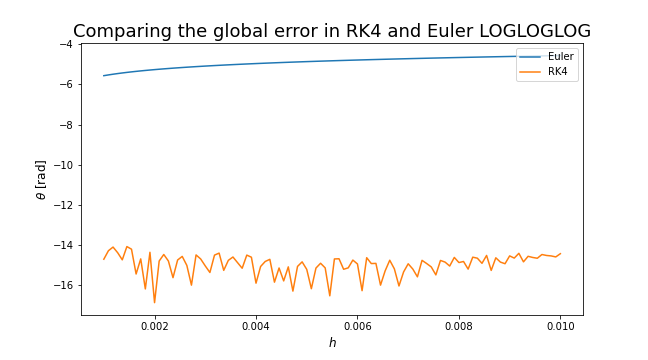 Comparing the global error in RK4 and Euler LOGLOGLOG
Euler
RK4
−4
−6
−8
−10
−12
−14
−16
θ [rad]
0.002
0.004
0.006
0.008
0.010
h